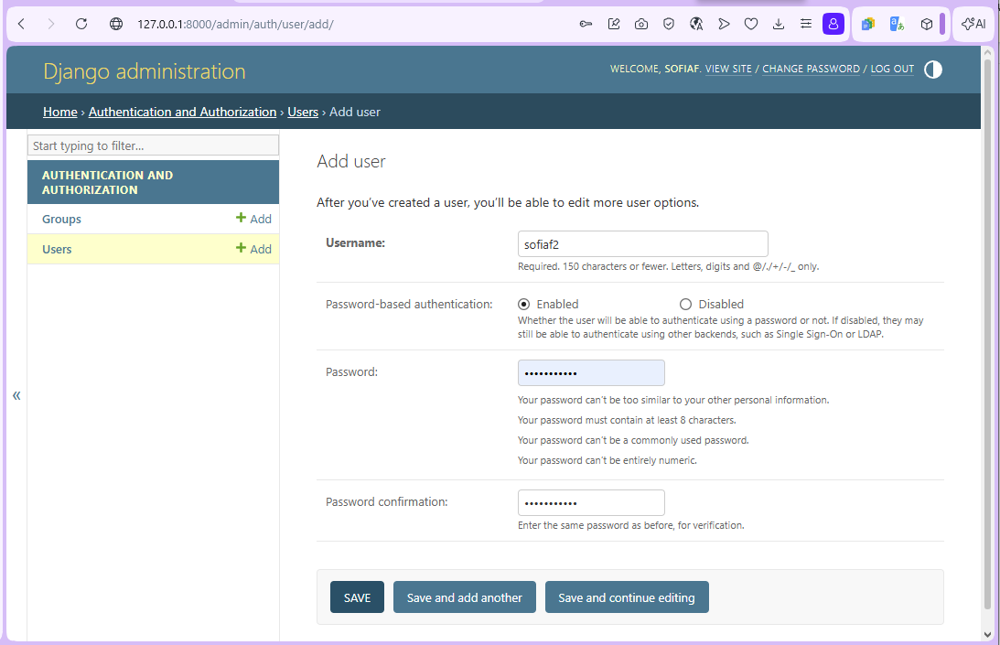 127.0.0.1:8000/admin/auth/user/add/
AI
Django administration
WELCOME, SOFIAF. VIEW SITE / CHANGE PASSWORD / LOG OUT
Home › Authentication and Authorization › Users › Add user
Start typing to filter...
AUTHENTICATION AND
AUTHORIZATION
Groups
+ Add
Users
+ Add
«
Add user
After you’ve created a user, you’ll be able to edit more user options.
Username:
sofiaf2
Required. 150 characters or fewer. Letters, digits and @/./+/-/_ only.
Password-based authentication:
Enabled
Disabled
Whether the user will be able to authenticate using a password or not. If disabled, they may
still be able to authenticate using other backends, such as Single Sign-On or LDAP.
Password:
•••••••••••
Your password can’t be too similar to your other personal information.
Your password must contain at least 8 characters.
Your password can’t be a commonly used password.
Your password can’t be entirely numeric.
Password confirmation:
•••••••••••
Enter the same password as before, for verification.
SAVE
Save and add another
Save and continue editing